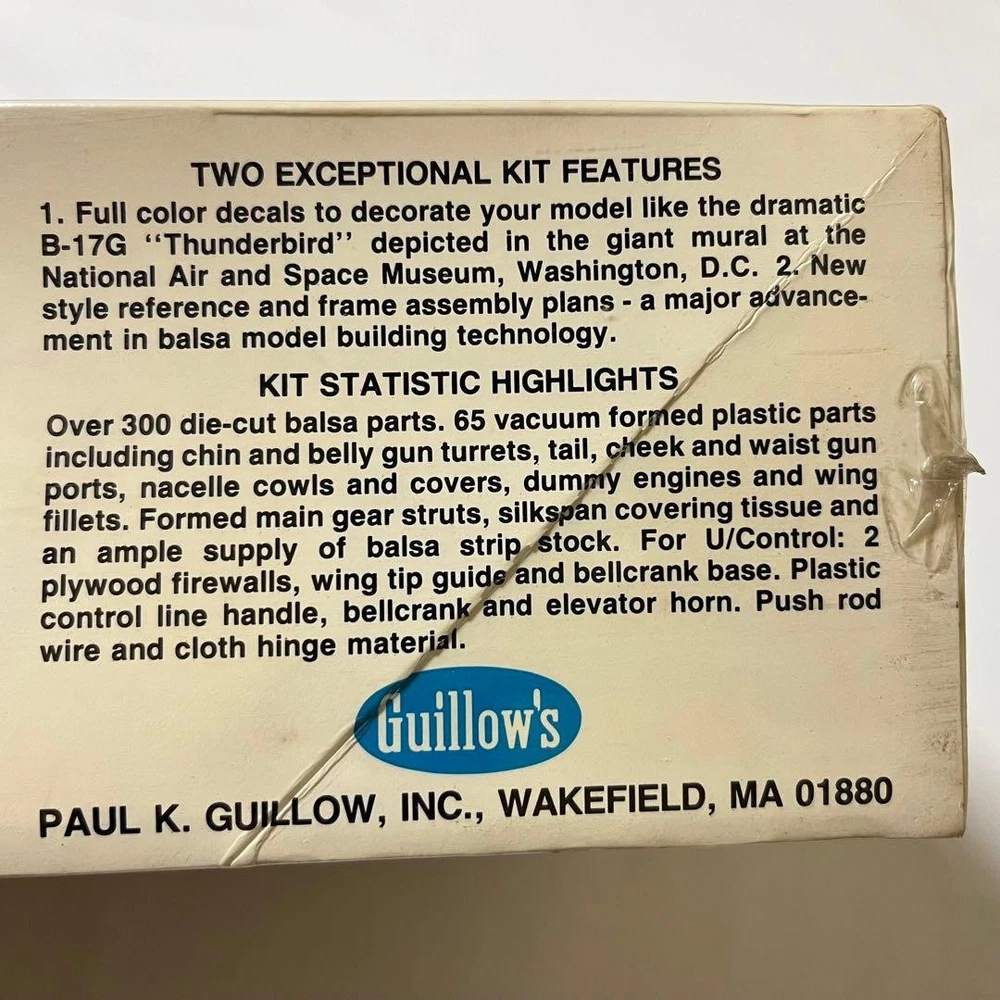 TWO EXCEPTIONAL KIT FEATURES
1. Full color decals to decorate your model like the dramatic
B-17G ‘‘Thunderbird’’ depicted in the giant mural at the
National Air and Space Museum, Washington, D.C. 2. New
style reference and frame assembly plans - a major advance-
ment in balsa model building technology.
KIT STATISTIC HIGHLIGHTS
Over 300 die-cut balsa parts. 65 vacuum formed plastic parts
including chin and belly gun turrets, tail, cheek and waist gun
ports, nacelle cowls and covers, dummy engines and wing
fillets. Formed main gear struts, silkspan covering tissue and
an ample supply of balsa strip stock. For U/Control: 2
plywood firewalls, wing tip guide and bellcrank base. Plastic
control line handle, bellcrank and elevator horn. Push rod
wire and cloth hinge material.
Guillow's
PAUL K. GUILLOW, INC., WAKEFIELD, MA 01880